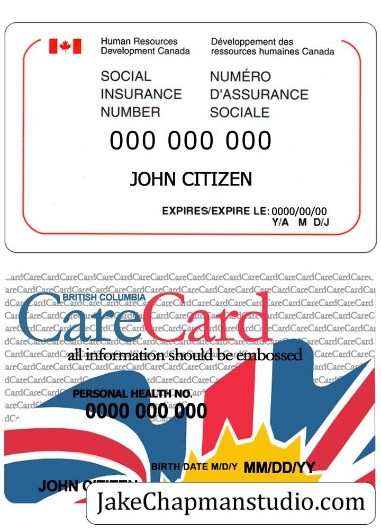 Human Resources
Development Canada
Développement des
ressources humaines Canada
SOCIAL
INSURANCE
NUMBER
NUMÉRO
D'ASSURANCE
SOCIALE
000 000 000
JOHN CITIZEN
EXPIRES/EXPIRE LE: 0000/00/00
Y/A M D/J
CareCardCareCardCareCardCareCardCareCardCareCardCareCard
BRITISH COLUMBIA
CareCard
all information should be embossed
PERSONAL HEALTH NO.
0000 000 000
BIRTH DATE M/D/Y MM/DD/YY
JOHN CITIZEN
JakeChapmanstudio.com